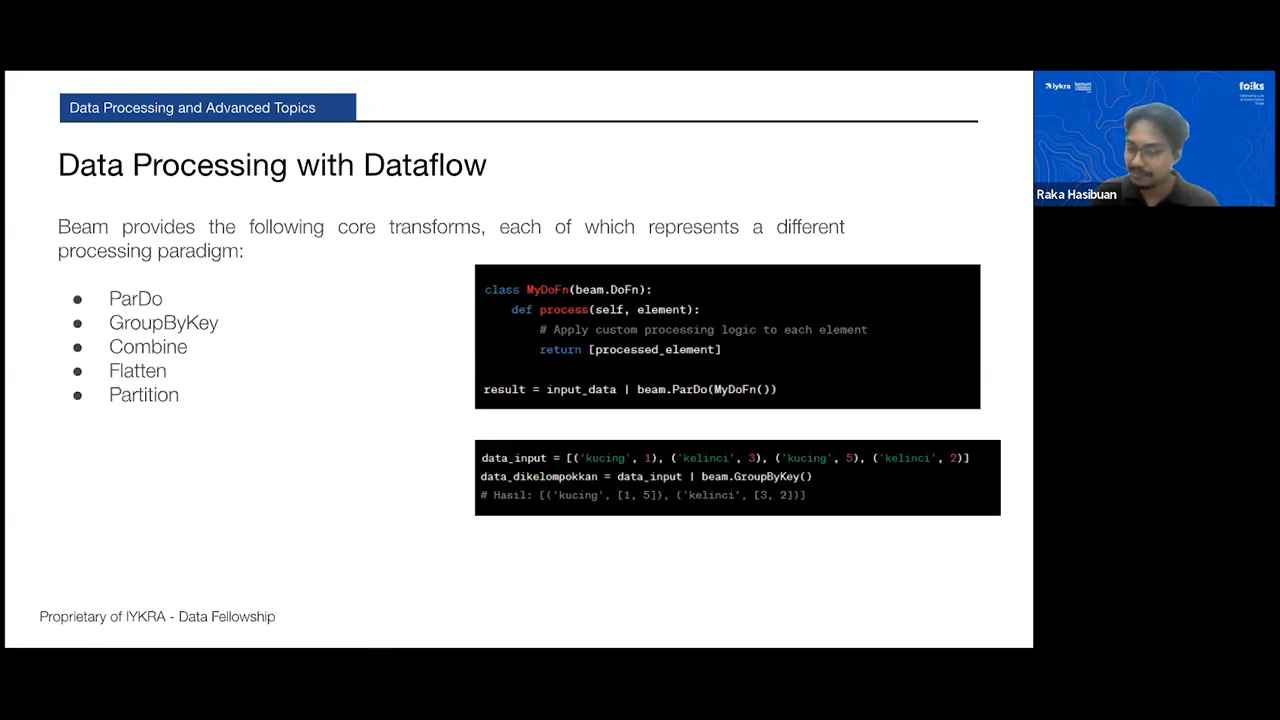 Data Processing and Advanced Topics
Data Processing with Dataflow
Beam provides the following core transforms, each of which represents a different
processing paradigm:
● ParDo
● GroupByKey
● Combine
● Flatten
● Partition
class MyDoFn(beam.DoFn):
    def process(self, element):
        # Apply custom processing logic to each element
        return [processed_element]
result = input_data | beam.ParDo(MyDoFn())
data_input = [('kucing', 1), ('kelinci', 3), ('kucing', 5), ('kelinci', 2)]
data_dikelompokkan = data_input | beam.GroupByKey()
# Hasil: [('kucing', [1, 5]), ('kelinci', [3, 2])]
Proprietary of IYKRA - Data Fellowship
iykra
fo:ks
Raka Hasibuan